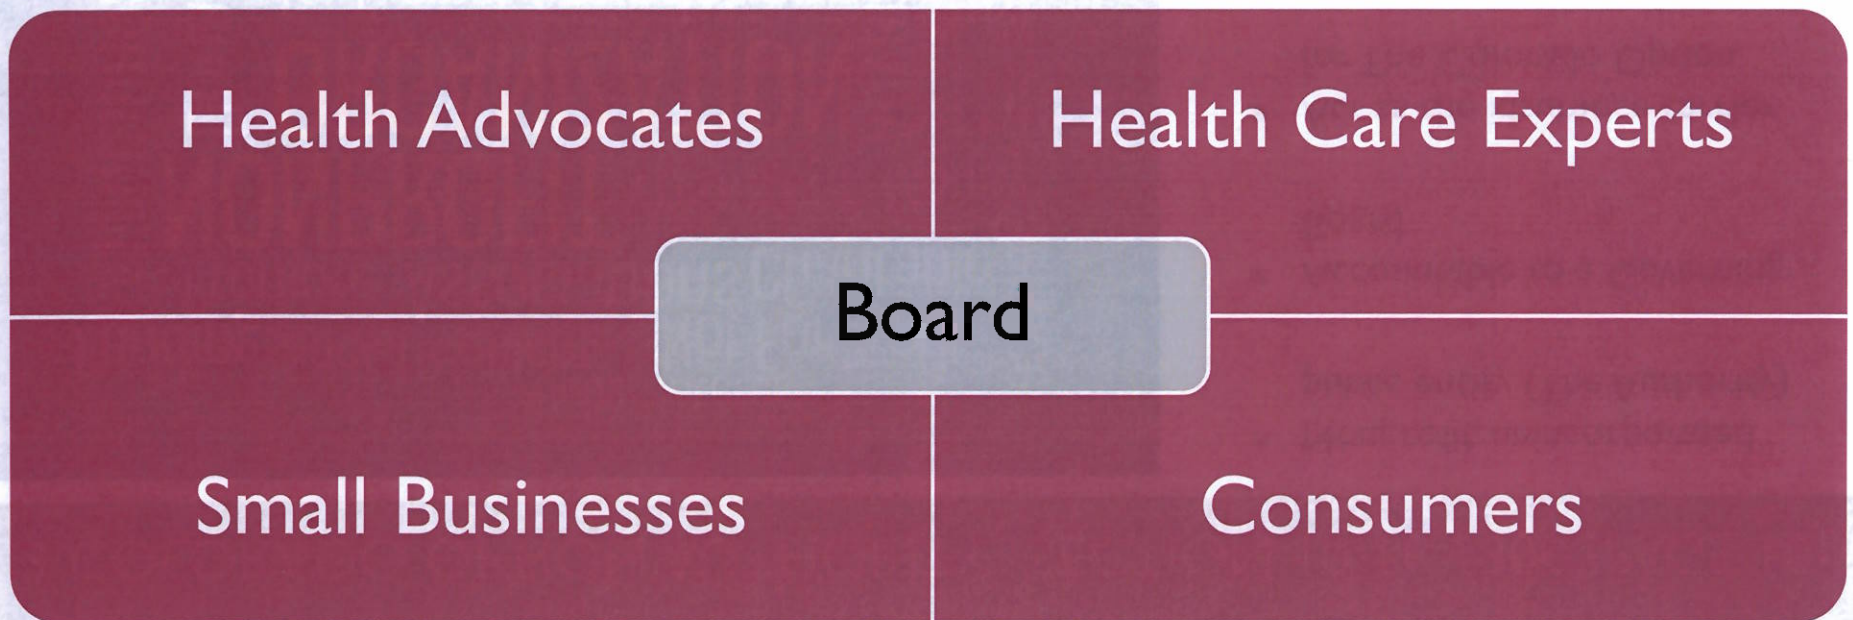 Health Advocates
Health Care Experts
Board
Small Businesses
Consumers